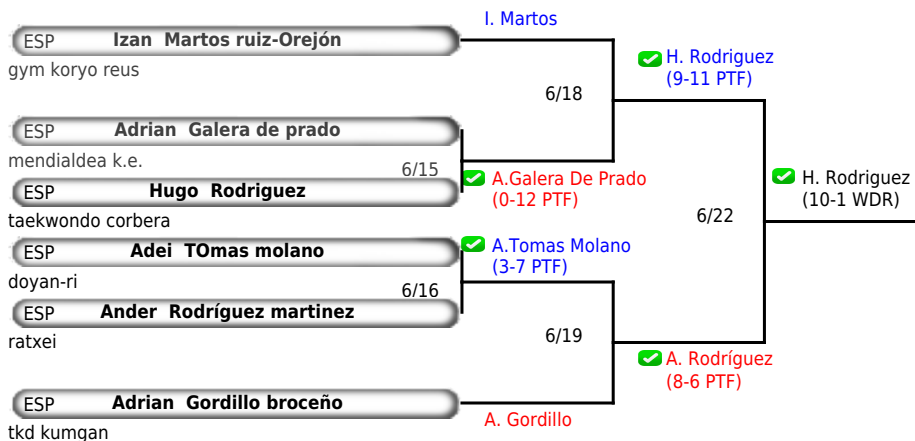 I. Martos
ESP Izan Martos ruiz-Orejón
gym koryo reus
H. Rodriguez
(9-11 PTF)
6/18
ESP Adrian Galera de prado
mendialdea k.e.
6/15
A.Galera De Prado
(0-12 PTF)
ESP Hugo Rodriguez
taekwondo corbera
H. Rodriguez
(10-1 WDR)
6/22
ESP Adei TOmas molano
doyan-ri
A.Tomas Molano
(3-7 PTF)
6/16
ESP Ander Rodríguez martinez
ratxei
6/19
A. Rodríguez
(8-6 PTF)
ESP Adrian Gordillo broceño
tkd kumgan
A. Gordillo